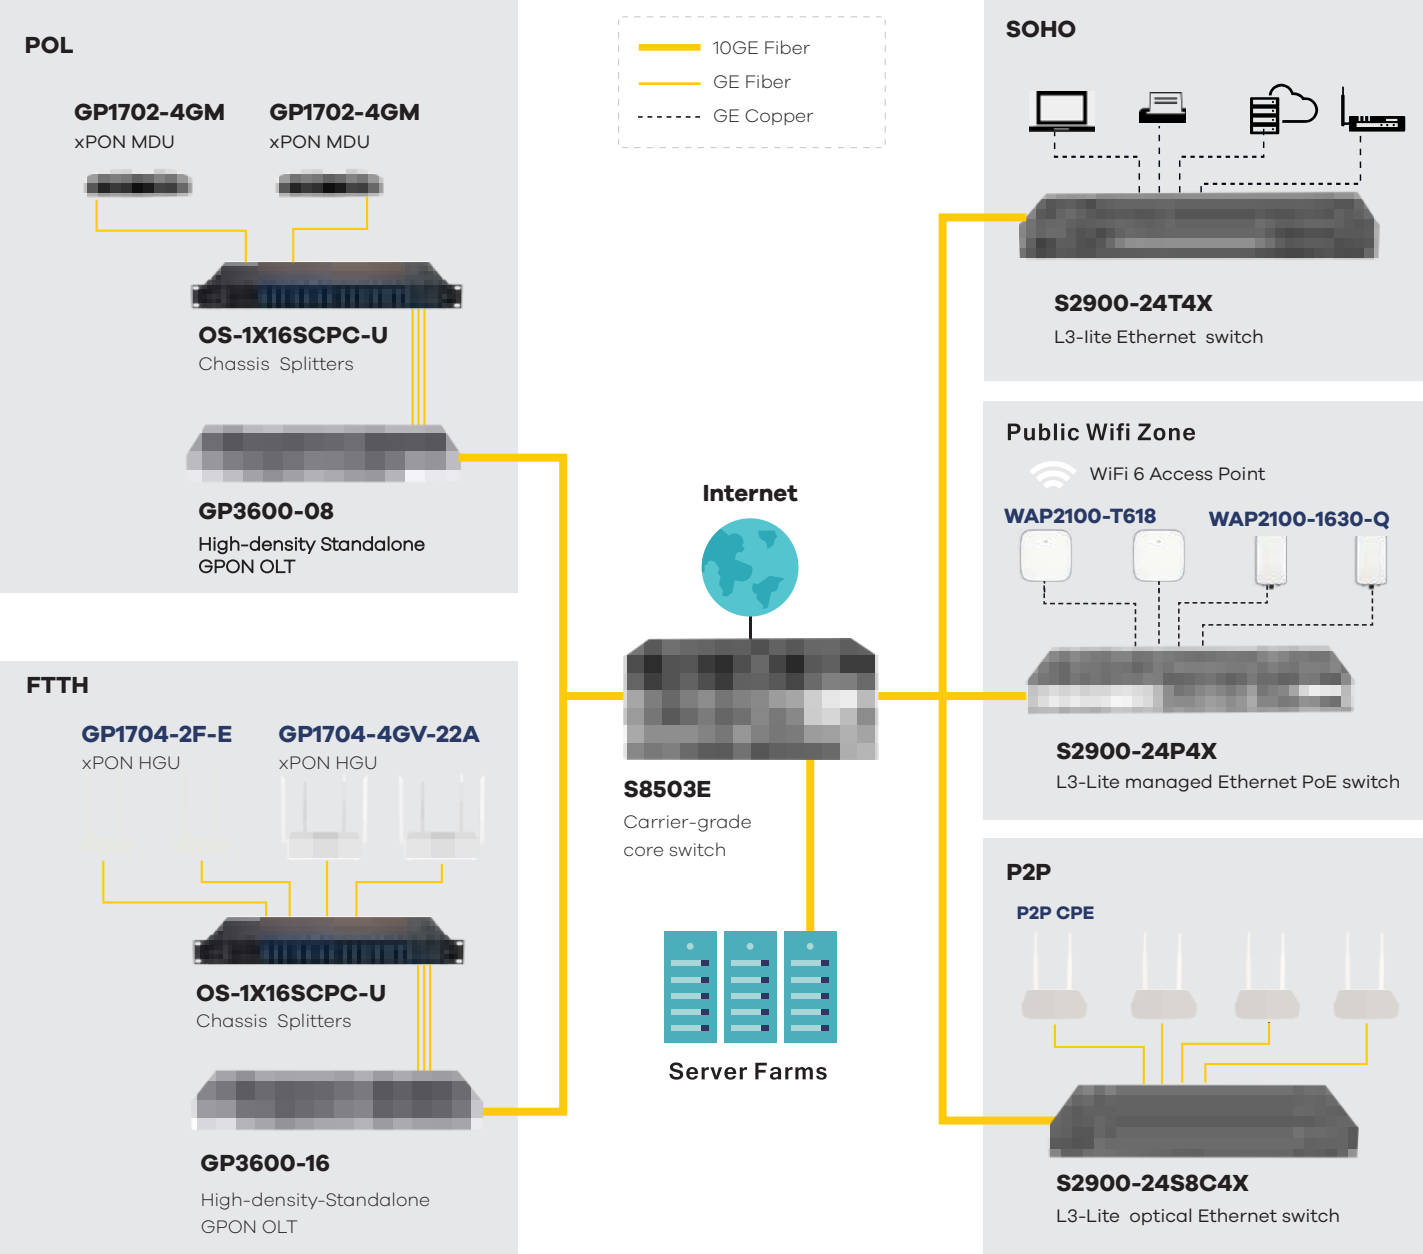 POL
GP1702-4GM
xPON MDU
GP1702-4GM
xPON MDU
OS-1X16SCPC-U
Chassis Splitters
GP3600-08
High-density Standalone
GPON OLT
FTTH
GP1704-2F-E
xPON HGU
GP1704-4GV-22A
xPON HGU
OS-1X16SCPC-U
Chassis Splitters
GP3600-16
High-density-Standalone
GPON OLT
10GE Fiber
GE Fiber
GE Copper
Internet
S8503E
Carrier-grade
core switch
Server Farms
SOHO
S2900-24T4X
L3-lite Ethernet switch
Public Wifi Zone
WiFi 6 Access Point
WAP2100-T618
WAP2100-1630-Q
S2900-24P4X
L3-Lite managed Ethernet PoE switch
P2P
P2P CPE
S2900-24S8C4X
L3-Lite optical Ethernet switch